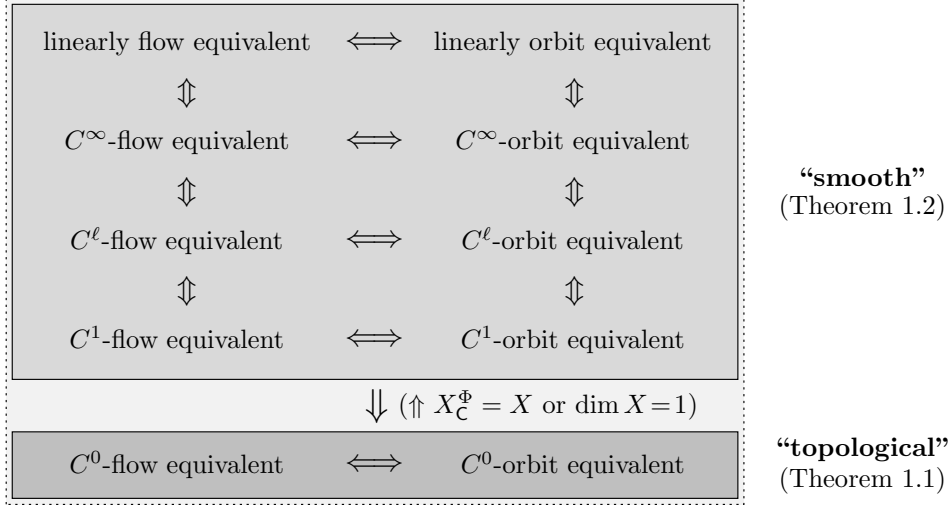 linearly flow equivalent ⟺ linearly orbit equivalent
⇕ ⇕
C^∞-flow equivalent ⟺ C^∞-orbit equivalent
“smooth”
(Theorem 1.2)
⇕ ⇕
C^ℓ-flow equivalent ⟺ C^ℓ-orbit equivalent
⇕ ⇕
C^1-flow equivalent ⟺ C^1-orbit equivalent
⇓ (⇑ X_C^Φ = X or dim X = 1)
“topological”
C^0-flow equivalent ⟺ C^0-orbit equivalent
(Theorem 1.1)